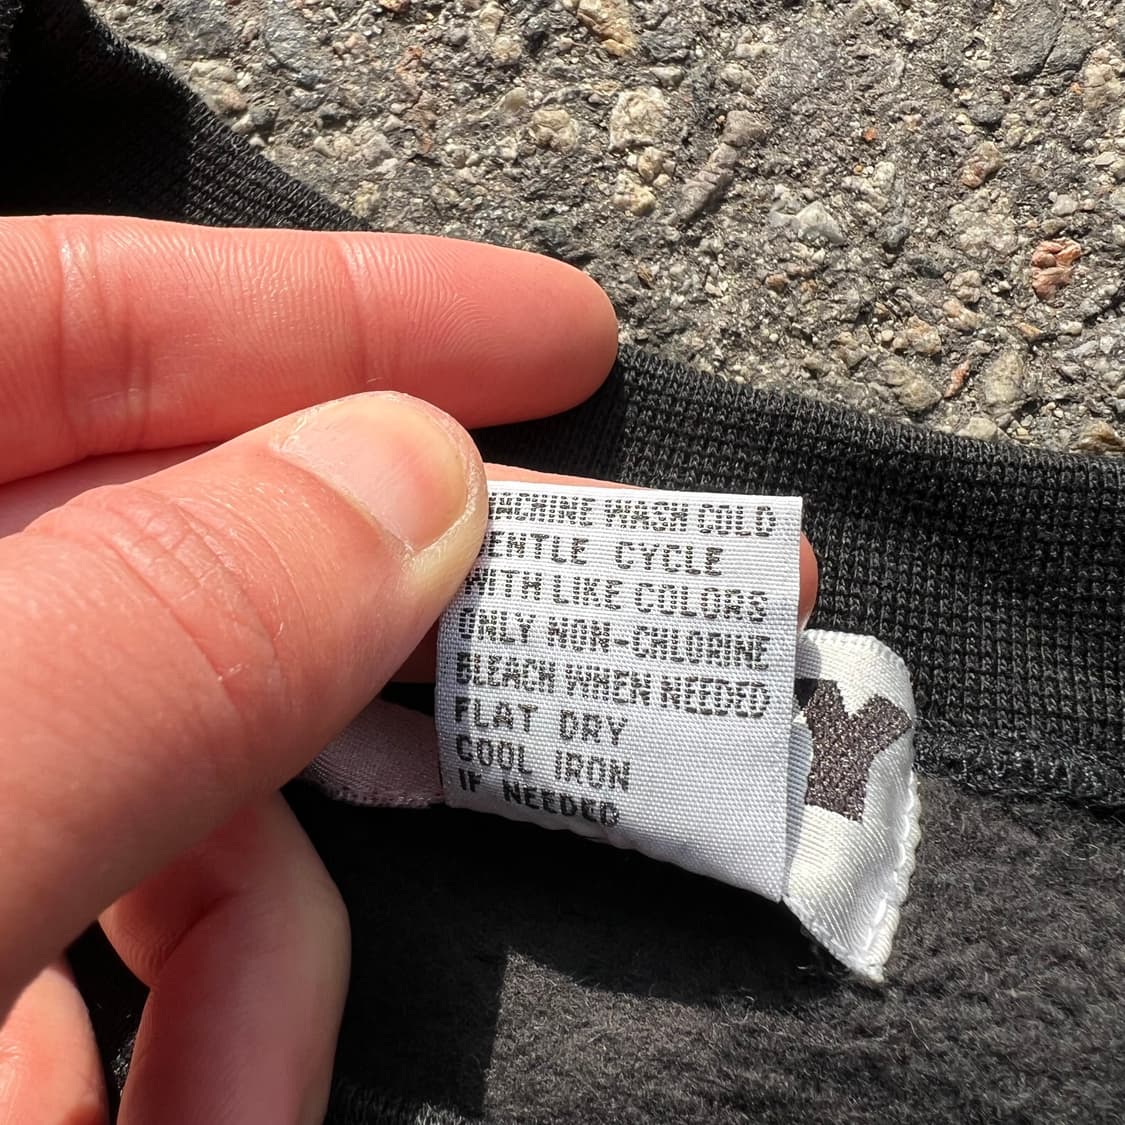 MACHINE WASH COLD
GENTLE CYCLE
WITH LIKE COLORS
ONLY NON-CHLORINE
BLEACH WHEN NEEDED
FLAT DRY
COOL IRON
IF NEEDED
Y